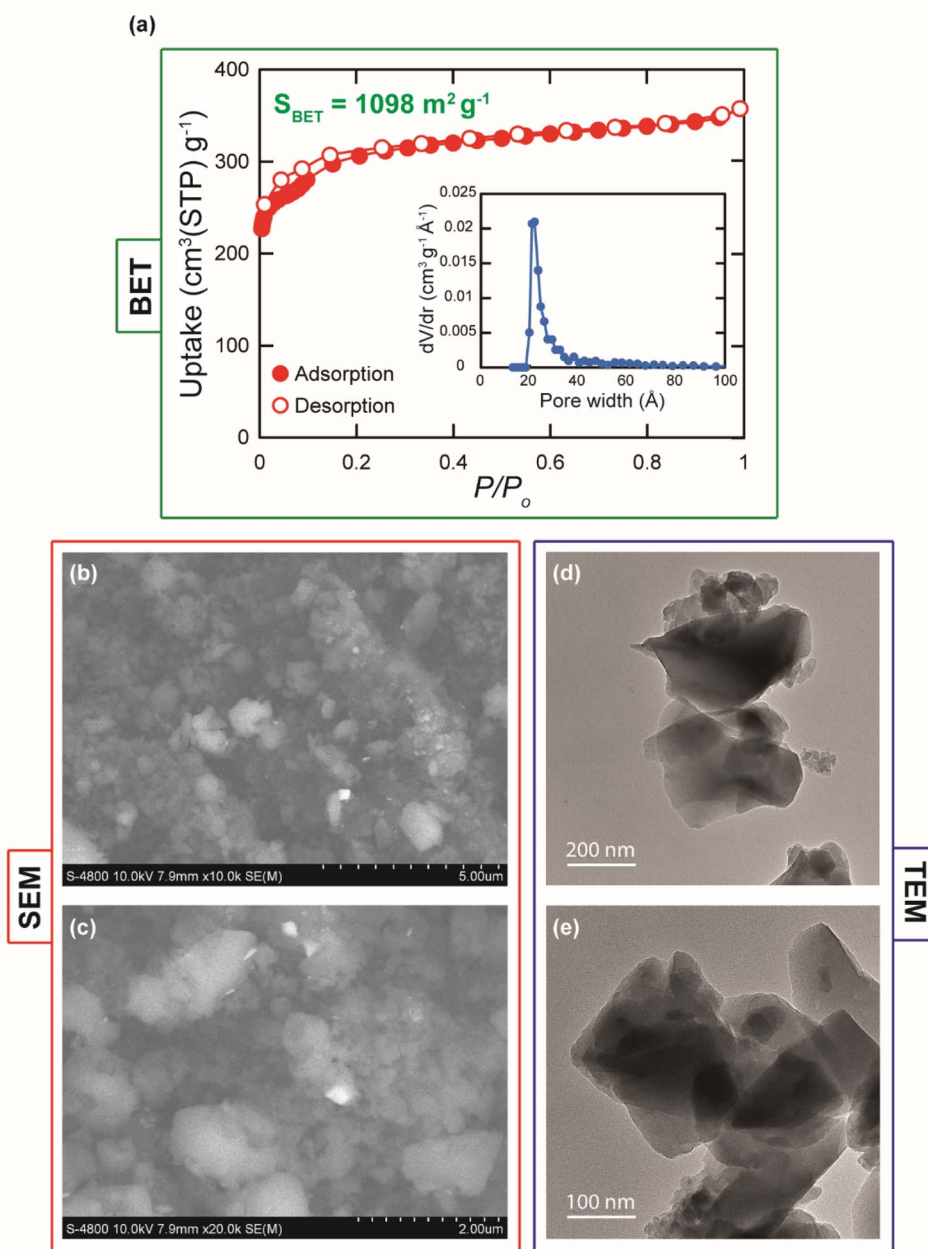 (a)
BET
S_BET = 1098 m² g⁻¹
Uptake (cm³(STP) g⁻¹
400
300
200
100
0
Adsorption
Desorption
0 0.2 0.4 0.6 0.8 1
P/P_o
dV/dr (cm³ g⁻¹ Å⁻¹)
0.025
0.02
0.015
0.01
0.005
0
0 20 40 60 80 100
Pore width (Å)
SEM
(b)
S-4800 10.0kV 7.9mm x10.0k SE(M) 5.00um
(c)
S-4800 10.0kV 7.9mm x20.0k SE(M) 2.00um
TEM
(d)
200 nm
(e)
100 nm